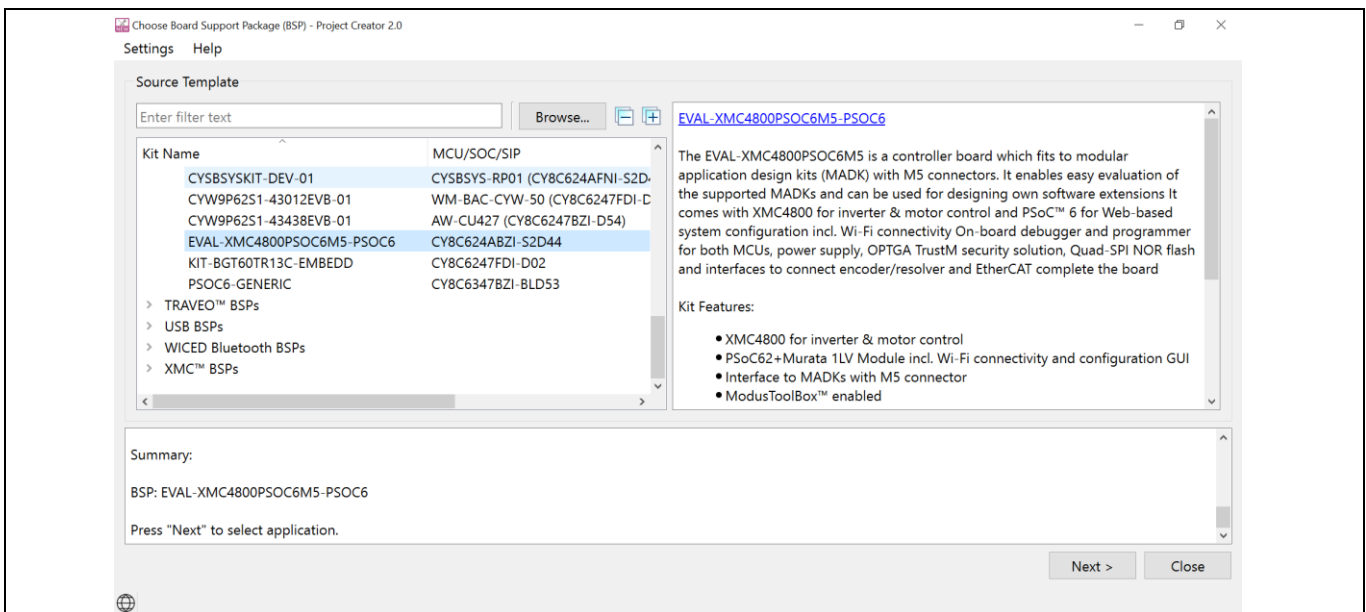 Choose Board Support Package (BSP) - Project Creator 2.0
Settings Help
Source Template
Enter filter text
Browse...
Kit Name MCU/SOC/SIP
CYSBSYSKIT-DEV-01 CYSBSYS-RP01 (CY8C624AFNI-S2D
CYW9P62S1-43012EVB-01 WM-BAC-CYW-50 (CY8C6247FDI-D
CYW9P62S1-43438EVB-01 AW-CU427 (CY8C6247BZI-D54)
EVAL-XMC4800PSOC6M5-PSOC6 CY8C624ABZI-S2D44
KIT-BGT60TR13C-EMBEDD CY8C6247FDI-D02
PSOC6-GENERIC CY8C6347BZI-BLD53
TRAVEO™ BSPs
USB BSPs
WICED Bluetooth BSPs
XMC™ BSPs
EVAL-XMC4800PSOC6M5-PSOC6
The EVAL-XMC4800PSOC6M5 is a controller board which fits to modular
application design kits (MADK) with M5 connectors. It enables easy evaluation of
the supported MADKs and can be used for designing own software extensions It
comes with XMC4800 for inverter & motor control and PSoC™ 6 for Web-based
system configuration incl. Wi-Fi connectivity On-board debugger and programmer
for both MCUs, power supply, OPTGA TrustM security solution, Quad-SPI NOR flash
and interfaces to connect encoder/resolver and EtherCAT complete the board
Kit Features:
● XMC4800 for inverter & motor control
● PSoC62+Murata 1LV Module incl. Wi-Fi connectivity and configuration GUI
● Interface to MADKs with M5 connector
● ModusToolBox™ enabled
Summary:
BSP: EVAL-XMC4800PSOC6M5-PSOC6
Press "Next" to select application.
Next > Close